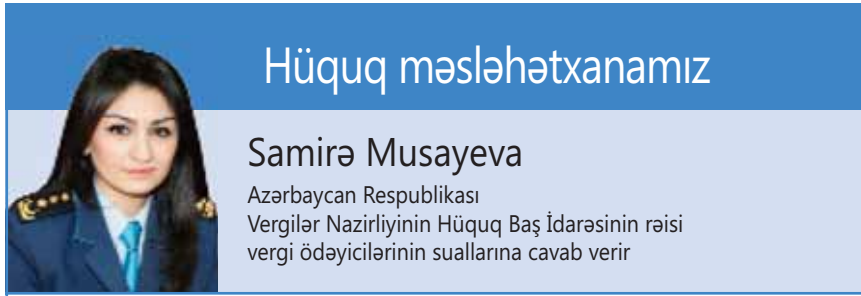 Hüquq məsləhətxanamız
Samirə Musayeva
Azərbaycan Respublikası
Vergilər Nazirliyinin Hüquq Baş İdarəsinin rəisi
vergi ödəyicilərinin suallarına cavab verir